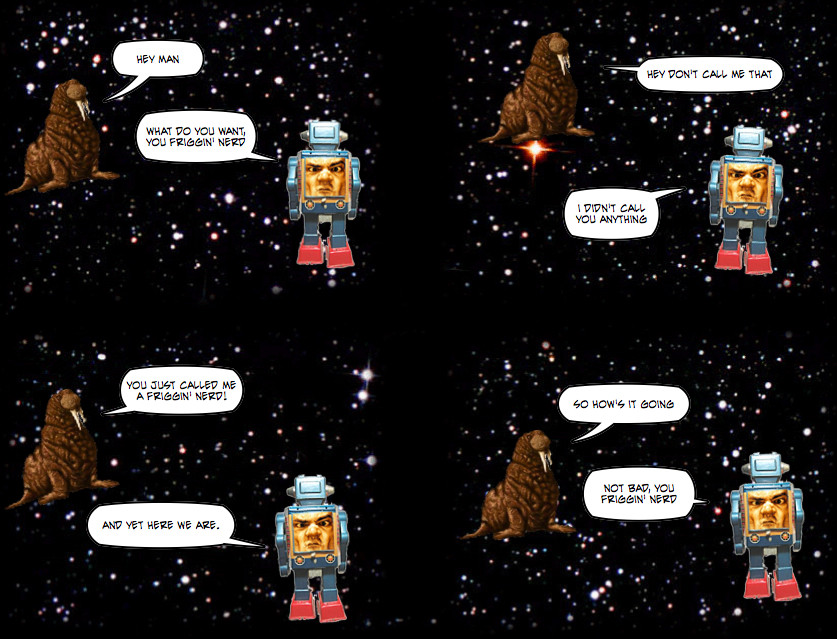 HEY MAN
WHAT DO YOU WANT,
YOU FRIGGIN' NERD
HEY DON'T CALL ME THAT
I DIDN'T CALL
YOU ANYTHING
YOU JUST CALLED ME
A FRIGGIN' NERD!
AND YET HERE WE ARE.
SO HOW'S IT GOING
NOT BAD, YOU
FRIGGIN' NERD